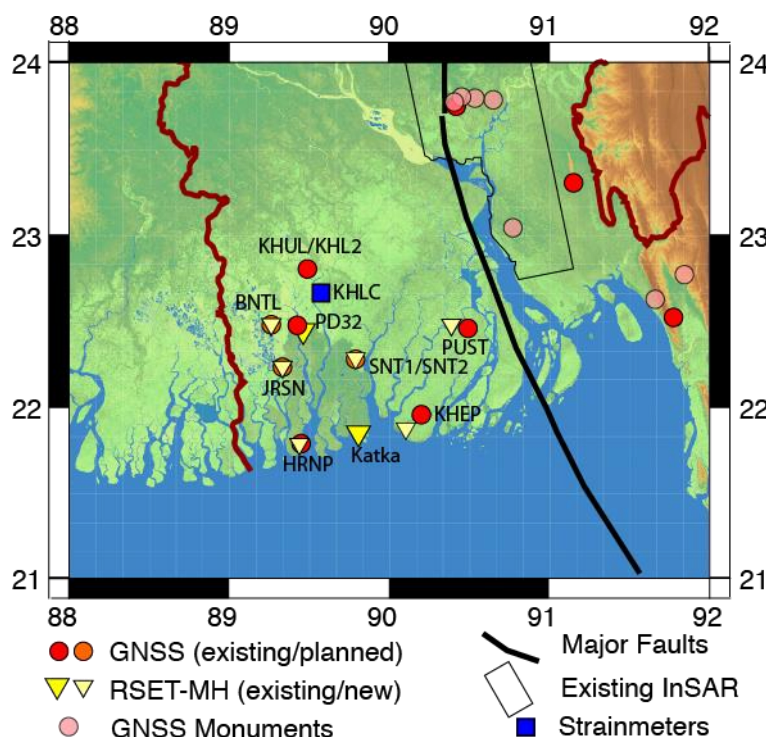 88 89 90 91 92
24 24
23 23
KHUL/KHL2
KHLC
BNTL
PD32
PUST
SNT1/SNT2
JRSN
22 22
KHEP
HRNP
Katka
21 21
88 89 90 91 92
GNSS (existing/planned)
Major Faults
RSET-MH (existing/new)
Existing InSAR
GNSS Monuments
Strainmeters